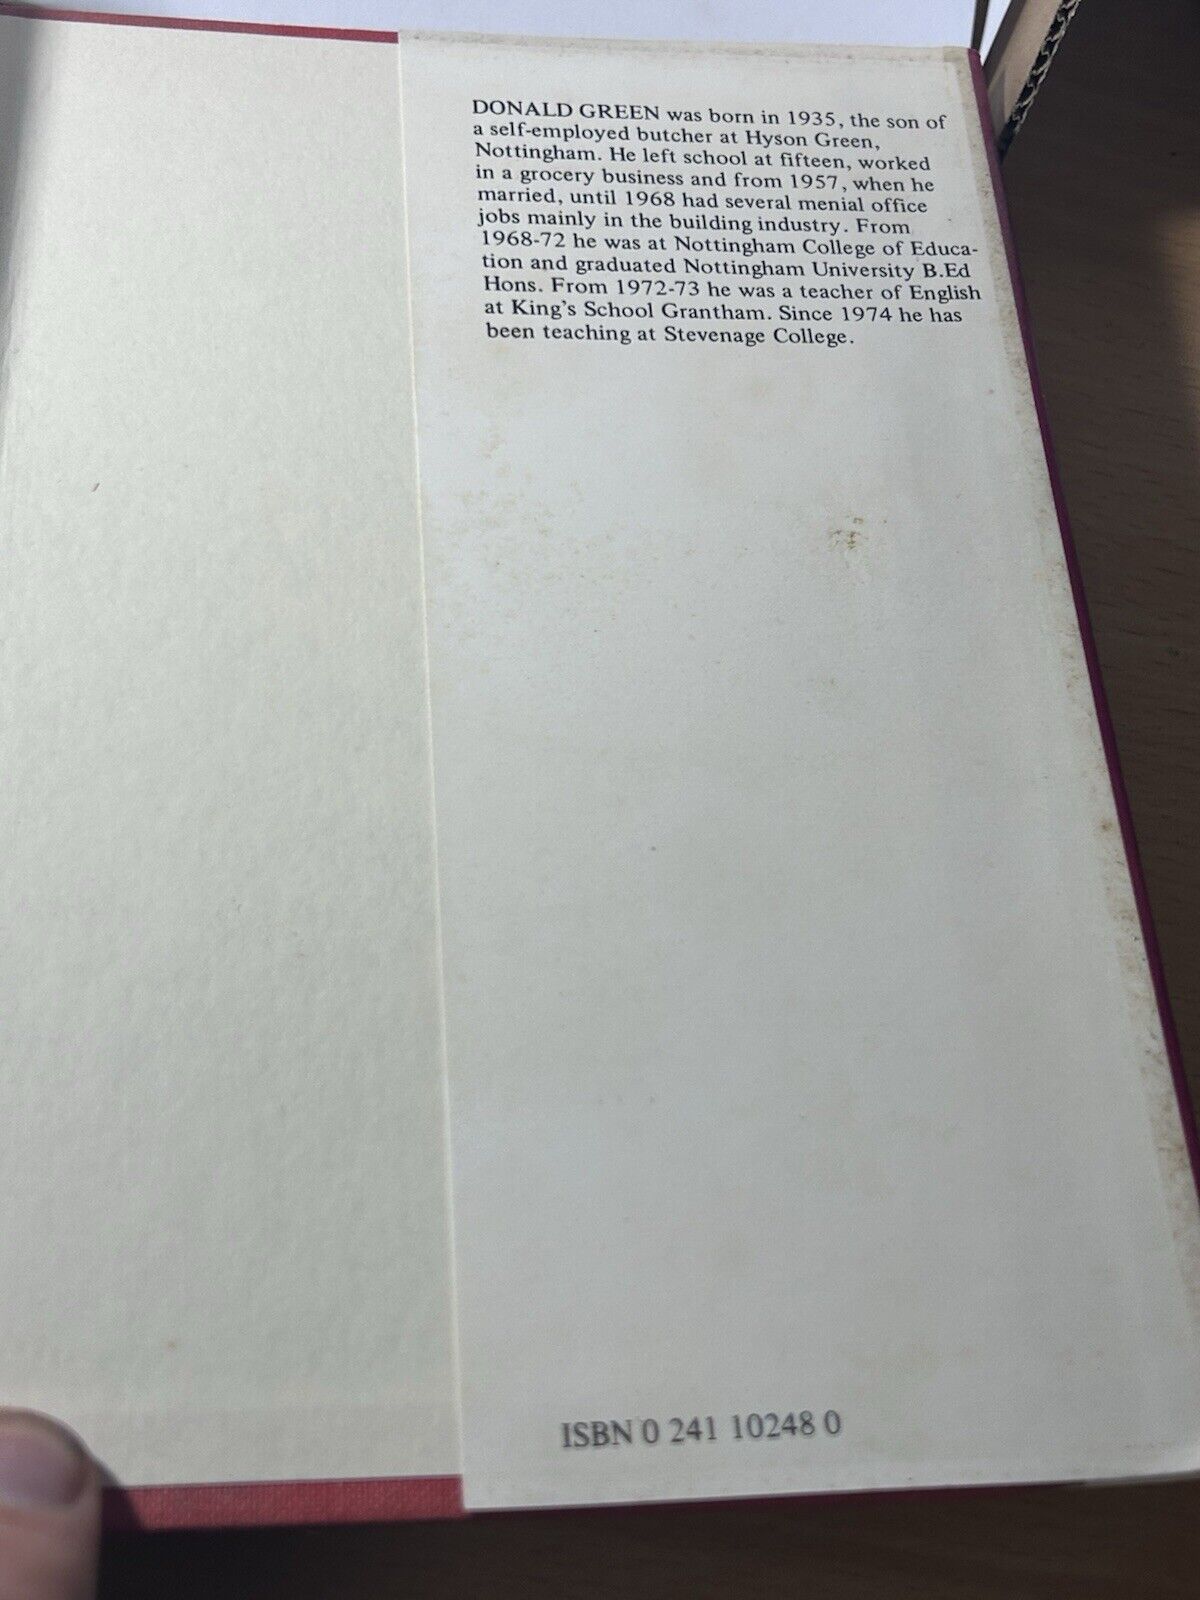 DONALD GREEN was born in 1935, the son of
a self-employed butcher at Hyson Green,
Nottingham. He left school at fifteen, worked
in a grocery business and from 1957, when he
married, until 1968 had several menial office
jobs mainly in the building industry. From
1968-72 he was at Nottingham College of Educa-
tion and graduated Nottingham University B.Ed
Hons. From 1972-73 he was a teacher of English
at King's School Grantham. Since 1974 he has
been teaching at Stevenage College.
ISBN 0 241 10248 0